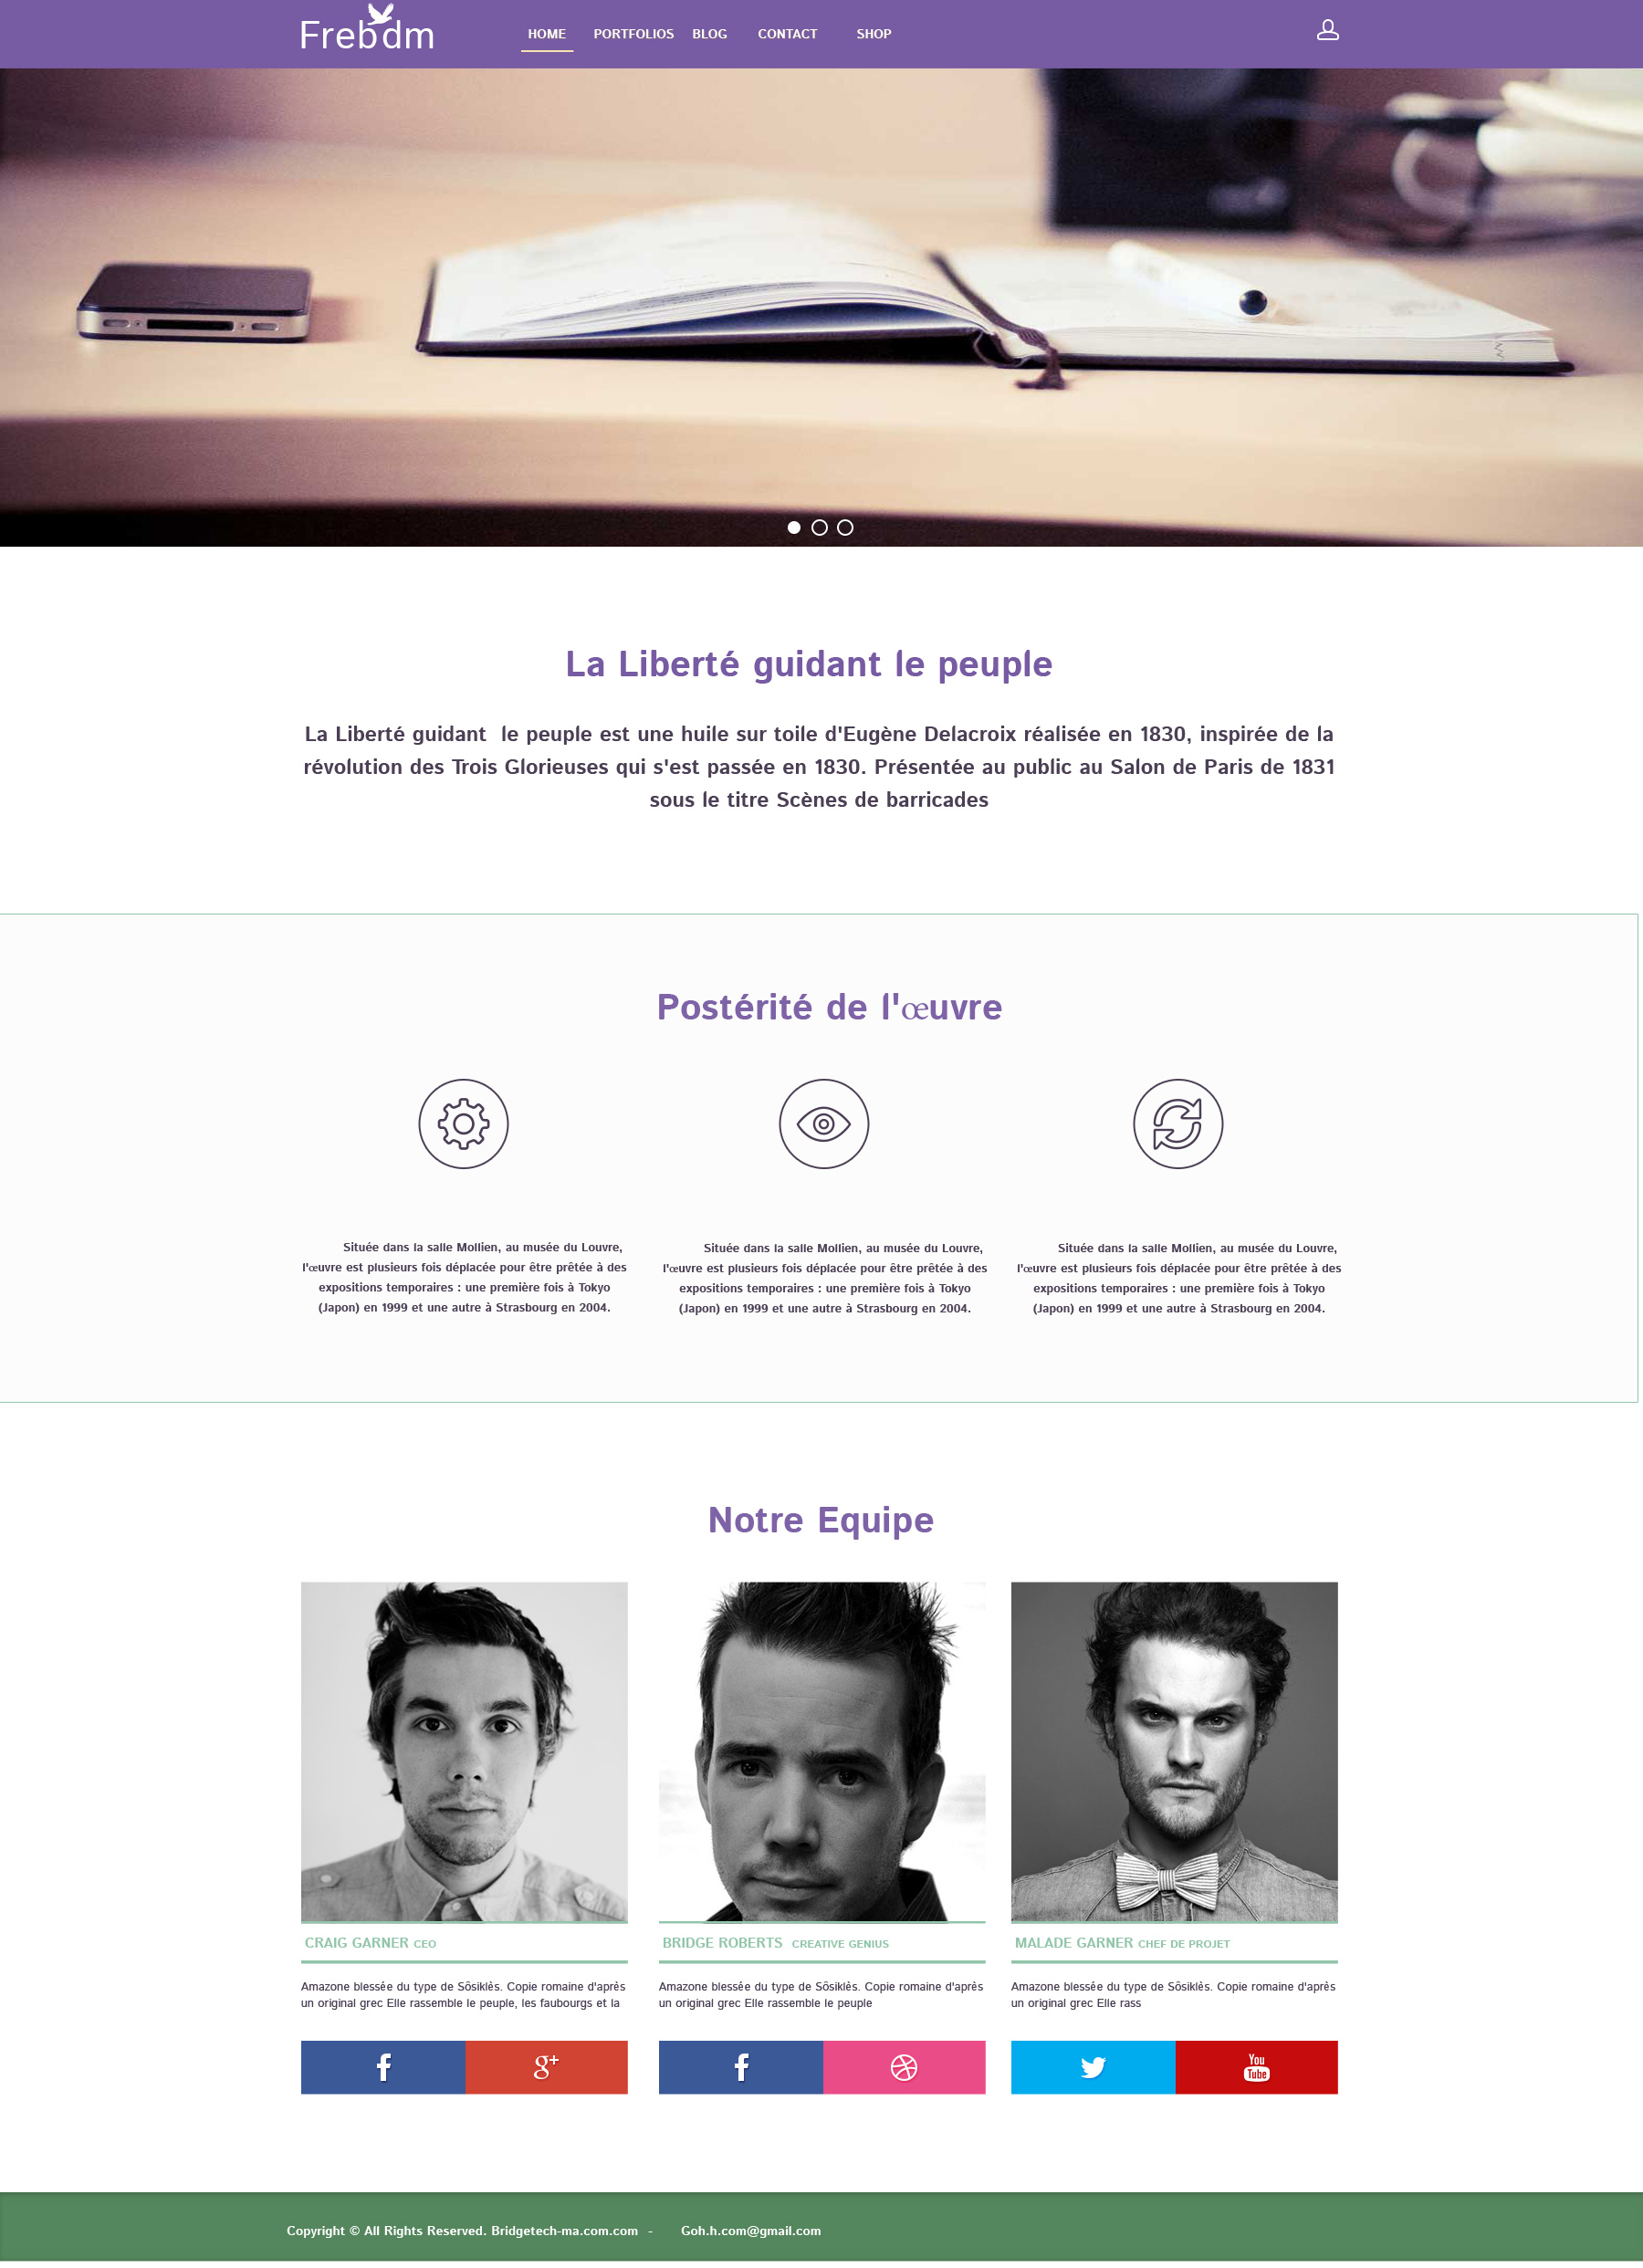 Frebdm
HOME PORTFOLIOS BLOG CONTACT SHOP
La Liberté guidant le peuple
La Liberté guidant le peuple est une huile sur toile d'Eugène Delacroix réalisée en 1830, inspirée de la
révolution des Trois Glorieuses qui s'est passée en 1830. Présentée au public au Salon de Paris de 1831
sous le titre Scènes de barricades
Postérité de l'œuvre
Située dans la salle Mollien, au musée du Louvre,
l'œuvre est plusieurs fois déplacée pour être prêtée à des
expositions temporaires : une première fois à Tokyo
(Japon) en 1999 et une autre à Strasbourg en 2004.
Située dans la salle Mollien, au musée du Louvre,
l'œuvre est plusieurs fois déplacée pour être prêtée à des
expositions temporaires : une première fois à Tokyo
(Japon) en 1999 et une autre à Strasbourg en 2004.
Située dans la salle Mollien, au musée du Louvre,
l'œuvre est plusieurs fois déplacée pour être prêtée à des
expositions temporaires : une première fois à Tokyo
(Japon) en 1999 et une autre à Strasbourg en 2004.
Notre Equipe
CRAIG GARNER CEO
Amazone blessée du type de Sôsiklès. Copie romaine d'après
un original grec Elle rassemble le peuple, les faubourgs et la
BRIDGE ROBERTS CREATIVE GENIUS
Amazone blessée du type de Sôsiklès. Copie romaine d'après
un original grec Elle rassemble le peuple
MALADE GARNER CHEF DE PROJET
Amazone blessée du type de Sôsiklès. Copie romaine d'après
un original grec Elle rass
f g+ f You
Tube
Copyright © All Rights Reserved. Bridgetech-ma.com.com - Goh.h.com@gmail.com